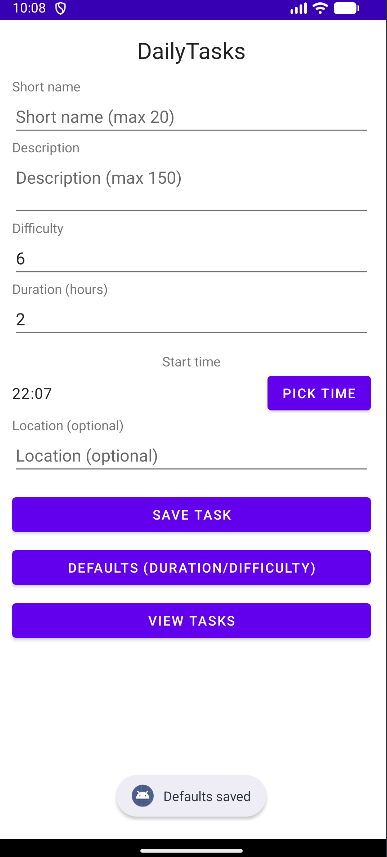 10:08
DailyTasks
Short name
Short name (max 20)
Description
Description (max 150)
Difficulty
6
Duration (hours)
2
Start time
22:07
PICK TIME
Location (optional)
Location (optional)
SAVE TASK
DEFAULTS (DURATION/DIFFICULTY)
VIEW TASKS
Defaults saved